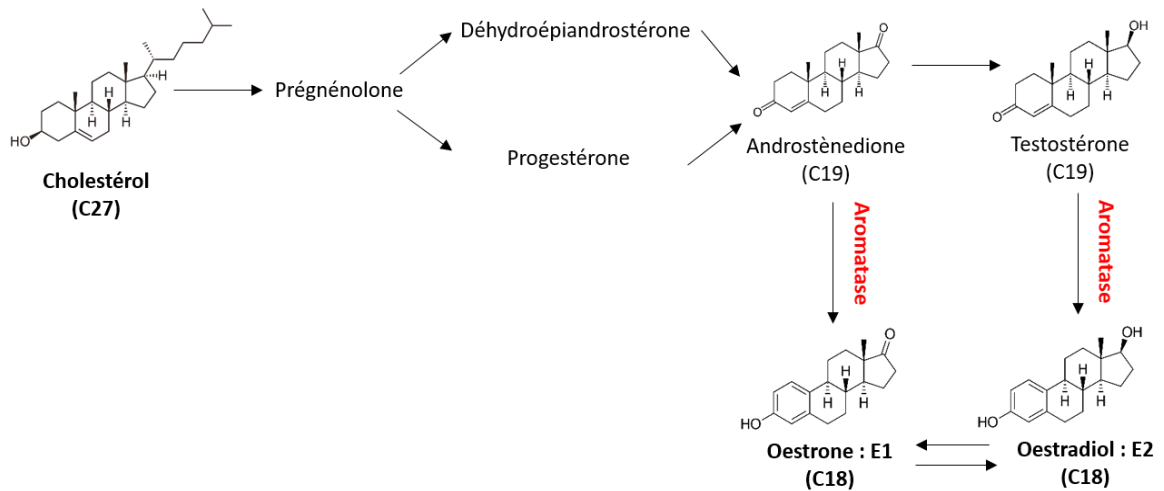 Déhydroépiandrostérone
Prégnénolone
Progestérone
HO
H
H
H
H
Cholestérol
(C27)
O
O
H
H
H
Androstènedione
(C19)
OH
O
H
H
H
Testostérone
(C19)
Aromatase
Aromatase
O
HO
H
H
H
Oestrone : E1
(C18)
OH
HO
H
H
H
Oestradiol : E2
(C18)